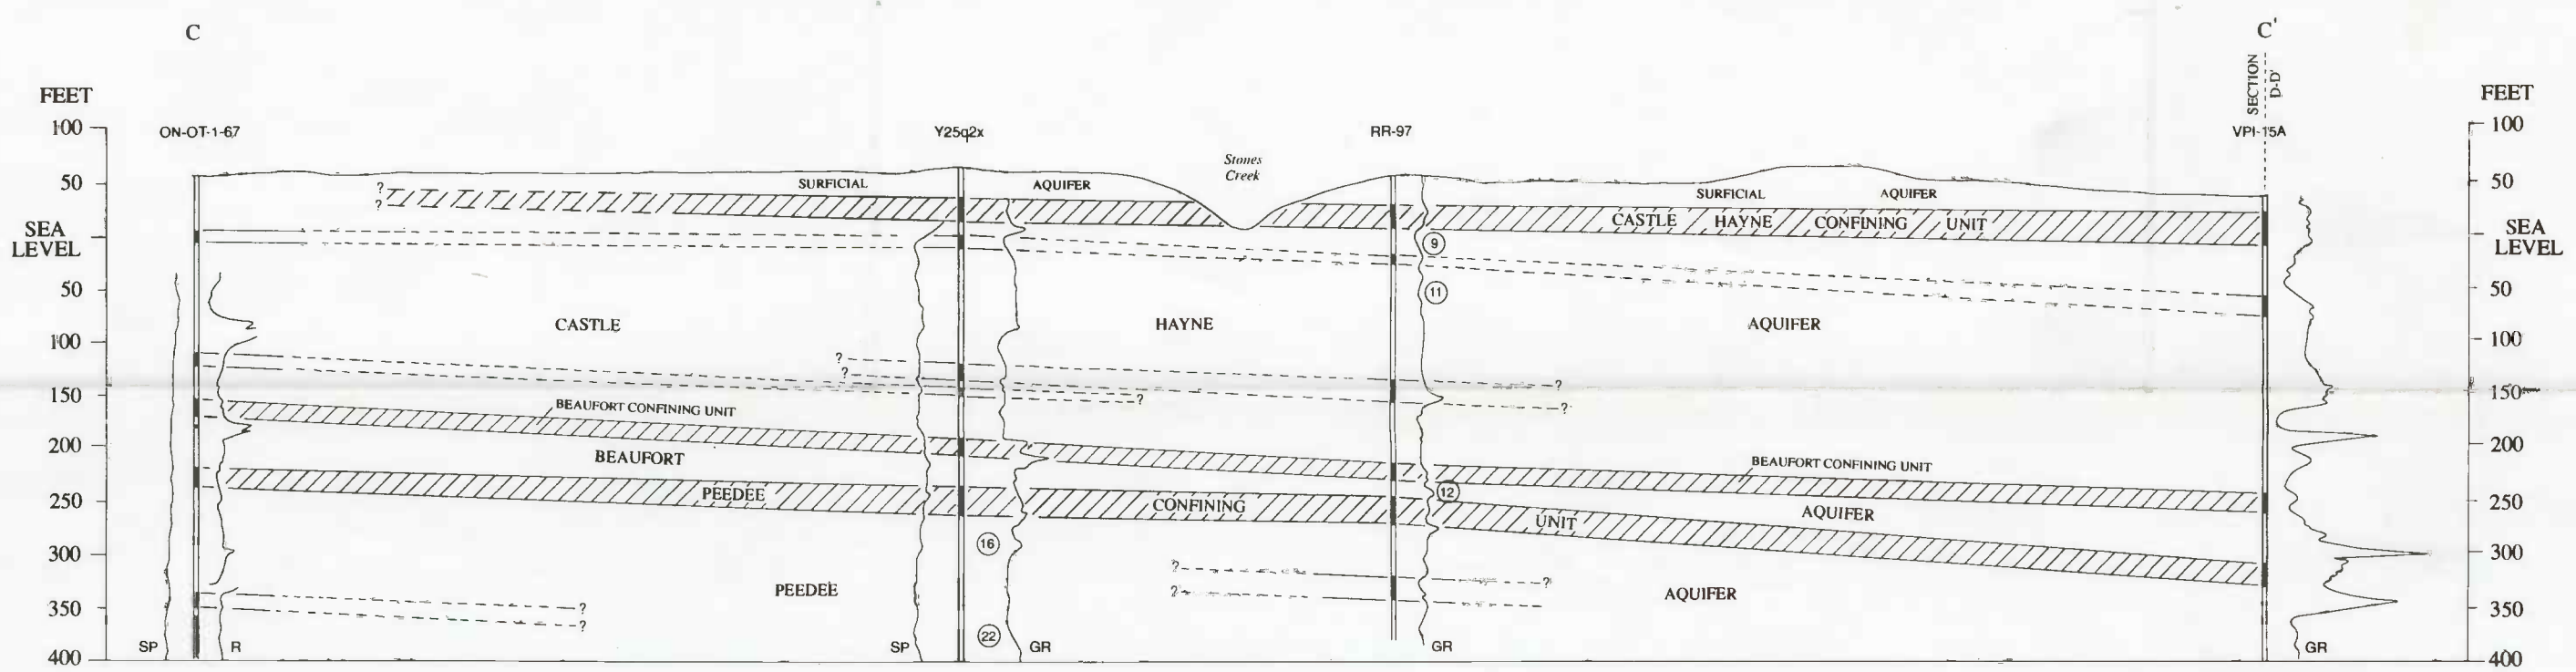 C
C'
SECTION
D-D'
FEET
FEET
100
ON-OT-1-67
Y25q2x
RR-97
VPI-15A
100
Stones
Creek
50
?
?
SURFICIAL
AQUIFER
SURFICIAL
AQUIFER
50
CASTLE HAYNE CONFINING UNIT
SEA
LEVEL
9
SEA
LEVEL
50
11
50
100
CASTLE
HAYNE
AQUIFER
100
?
?
?
?
?
150
150
BEAUFORT CONFINING UNIT
200
BEAUFORT
BEAUFORT CONFINING UNIT
200
250
PEEDEE
CONFINING
12
UNIT
AQUIFER
250
300
16
300
?
?
?
PEEDEE
AQUIFER
350
?
?
350
22
400
SP
R
SP
GR
GR
GR
400